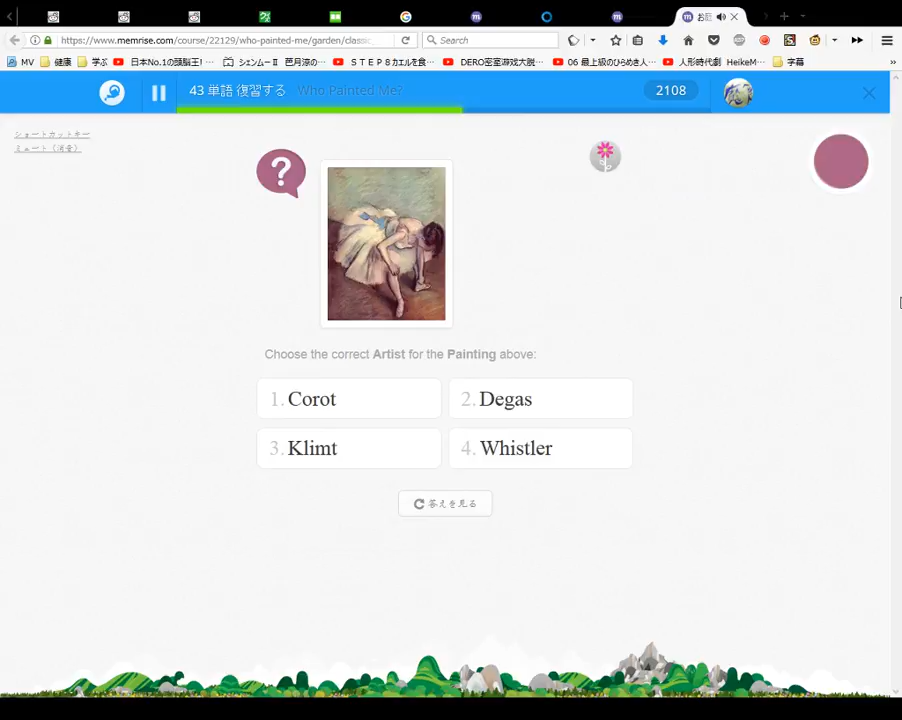 お
https://www.memrise.com/course/22129/who-painted-me/garden/classic_
Search
MV 健康 学ぶ 日本No.1の頭脳王! シェンムーⅡ 芭月涼の… ＳＴＥＰ８カエルを食… DERO密室游戏大脱… 06 最上級のひらめき人… 人形時代劇 HeikeM… 字幕
43 単語 復習する Who Painted Me? 2108
ショートカットキー
ミュート（消音）
?
Choose the correct Artist for the Painting above:
1. Corot 2. Degas
3. Klimt 4. Whistler
答えを見る